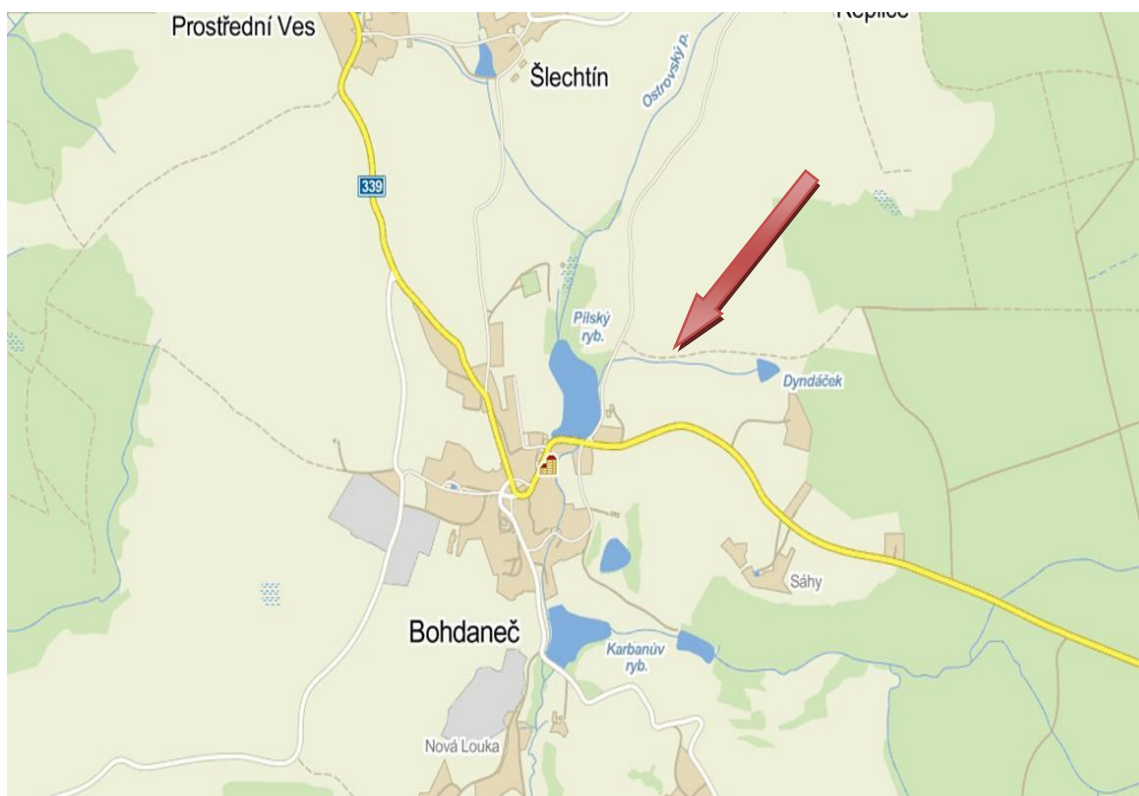 Prostřední Ves
Šlechtín
Ostrovský p.
339
Pilský
ryb.
Dyndáček
Sáhy
Bohdaneč
Karbanův
ryb.
Nová Louka